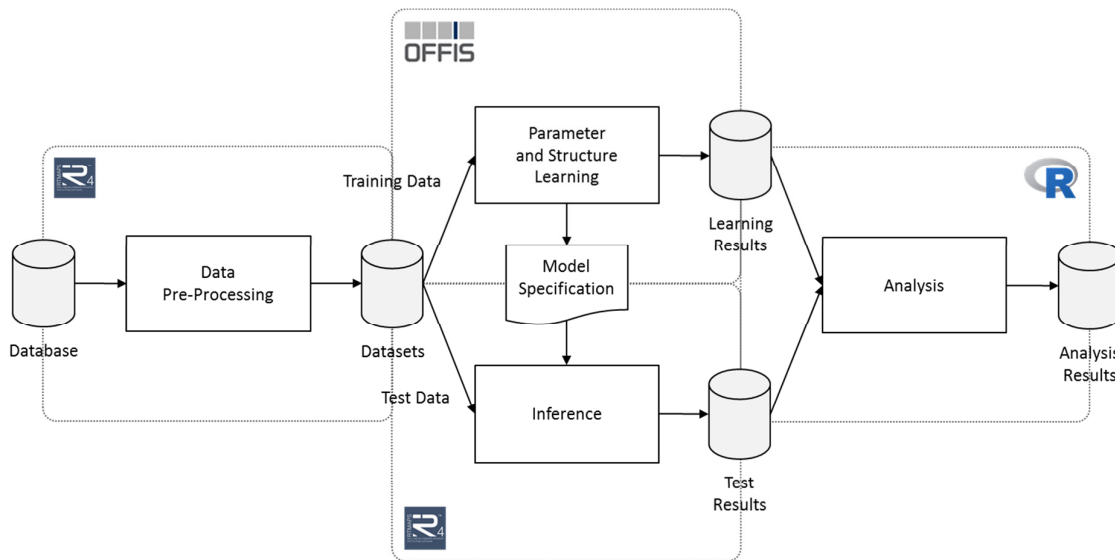 OFFIS
Parameter
and Structure
Learning
Training Data
Learning
Results
R
Data
Pre-Processing
Model
Specification
Analysis
Database
Datasets
Analysis
Results
Test Data
Inference
Test
Results